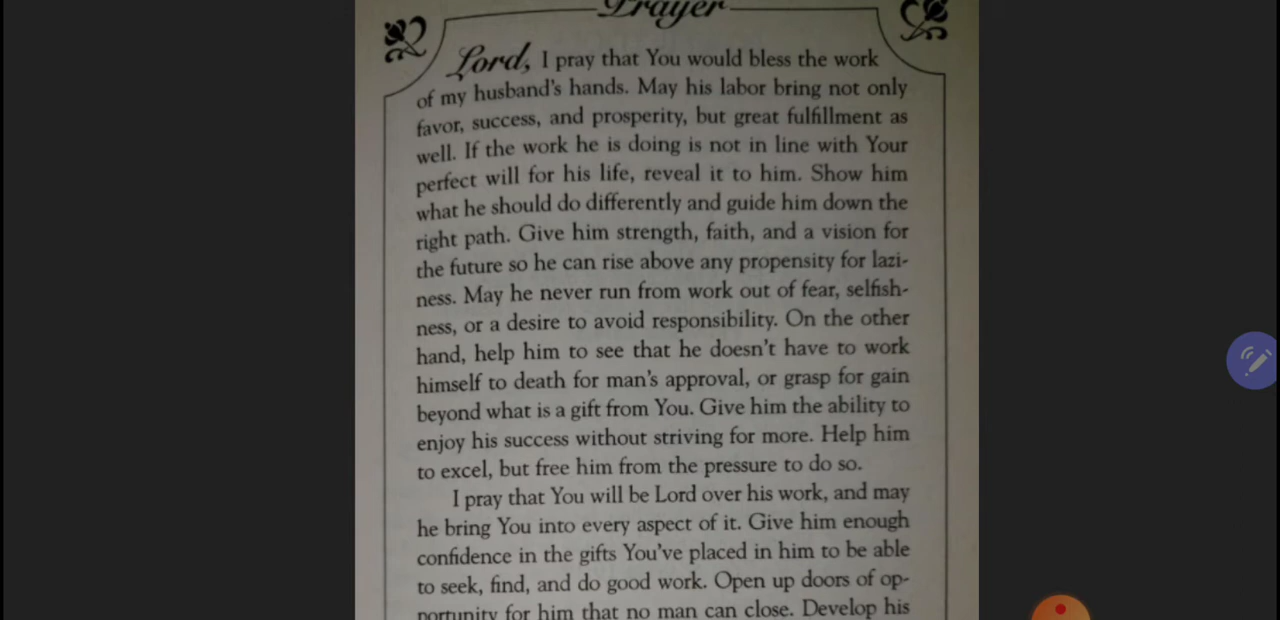 Prayer
Lord, I pray that You would bless the work
of my husband's hands. May his labor bring not only
favor, success, and prosperity, but great fulfillment as
well. If the work he is doing is not in line with Your
perfect will for his life, reveal it to him. Show him
what he should do differently and guide him down the
right path. Give him strength, faith, and a vision for
the future so he can rise above any propensity for lazi-
ness. May he never run from work out of fear, selfish-
ness, or a desire to avoid responsibility. On the other
hand, help him to see that he doesn't have to work
himself to death for man's approval, or grasp for gain
beyond what is a gift from You. Give him the ability to
enjoy his success without striving for more. Help him
to excel, but free him from the pressure to do so.
I pray that You will be Lord over his work, and may
he bring You into every aspect of it. Give him enough
confidence in the gifts You've placed in him to be able
to seek, find, and do good work. Open up doors of op-
portunity for him that no man can close. Develop his